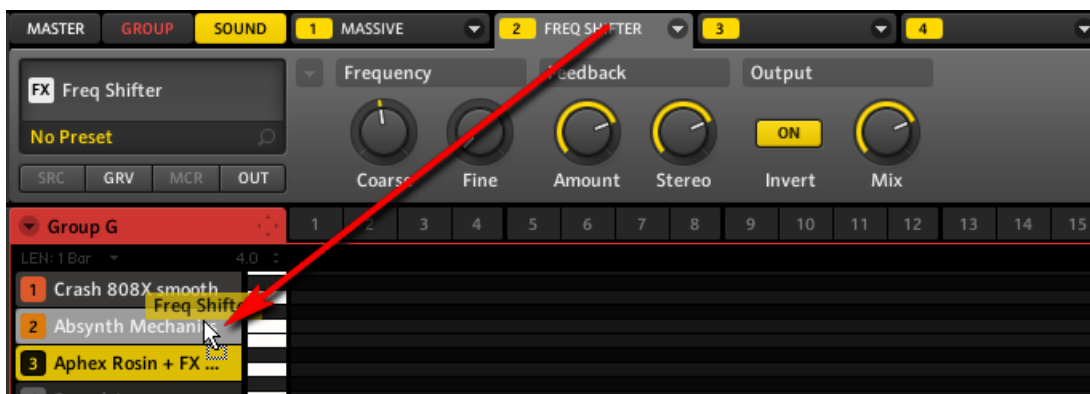 MASTER GROUP SOUND 1 MASSIVE 2 FREQ SHIFTER 3 4
Frequency Feedback Output
FX Freq Shifter
No Preset
ON
SRC GRV MCR OUT
Coarse Fine Amount Stereo Invert Mix
Group G 1 2 3 4 5 6 7 8 9 10 11 12 13 14 15
LEN: 1 Bar 4.0
1 Crash 808X smooth
Freq Shifte
2 Absynth Mechani
3 Aphex Rosin + FX ...